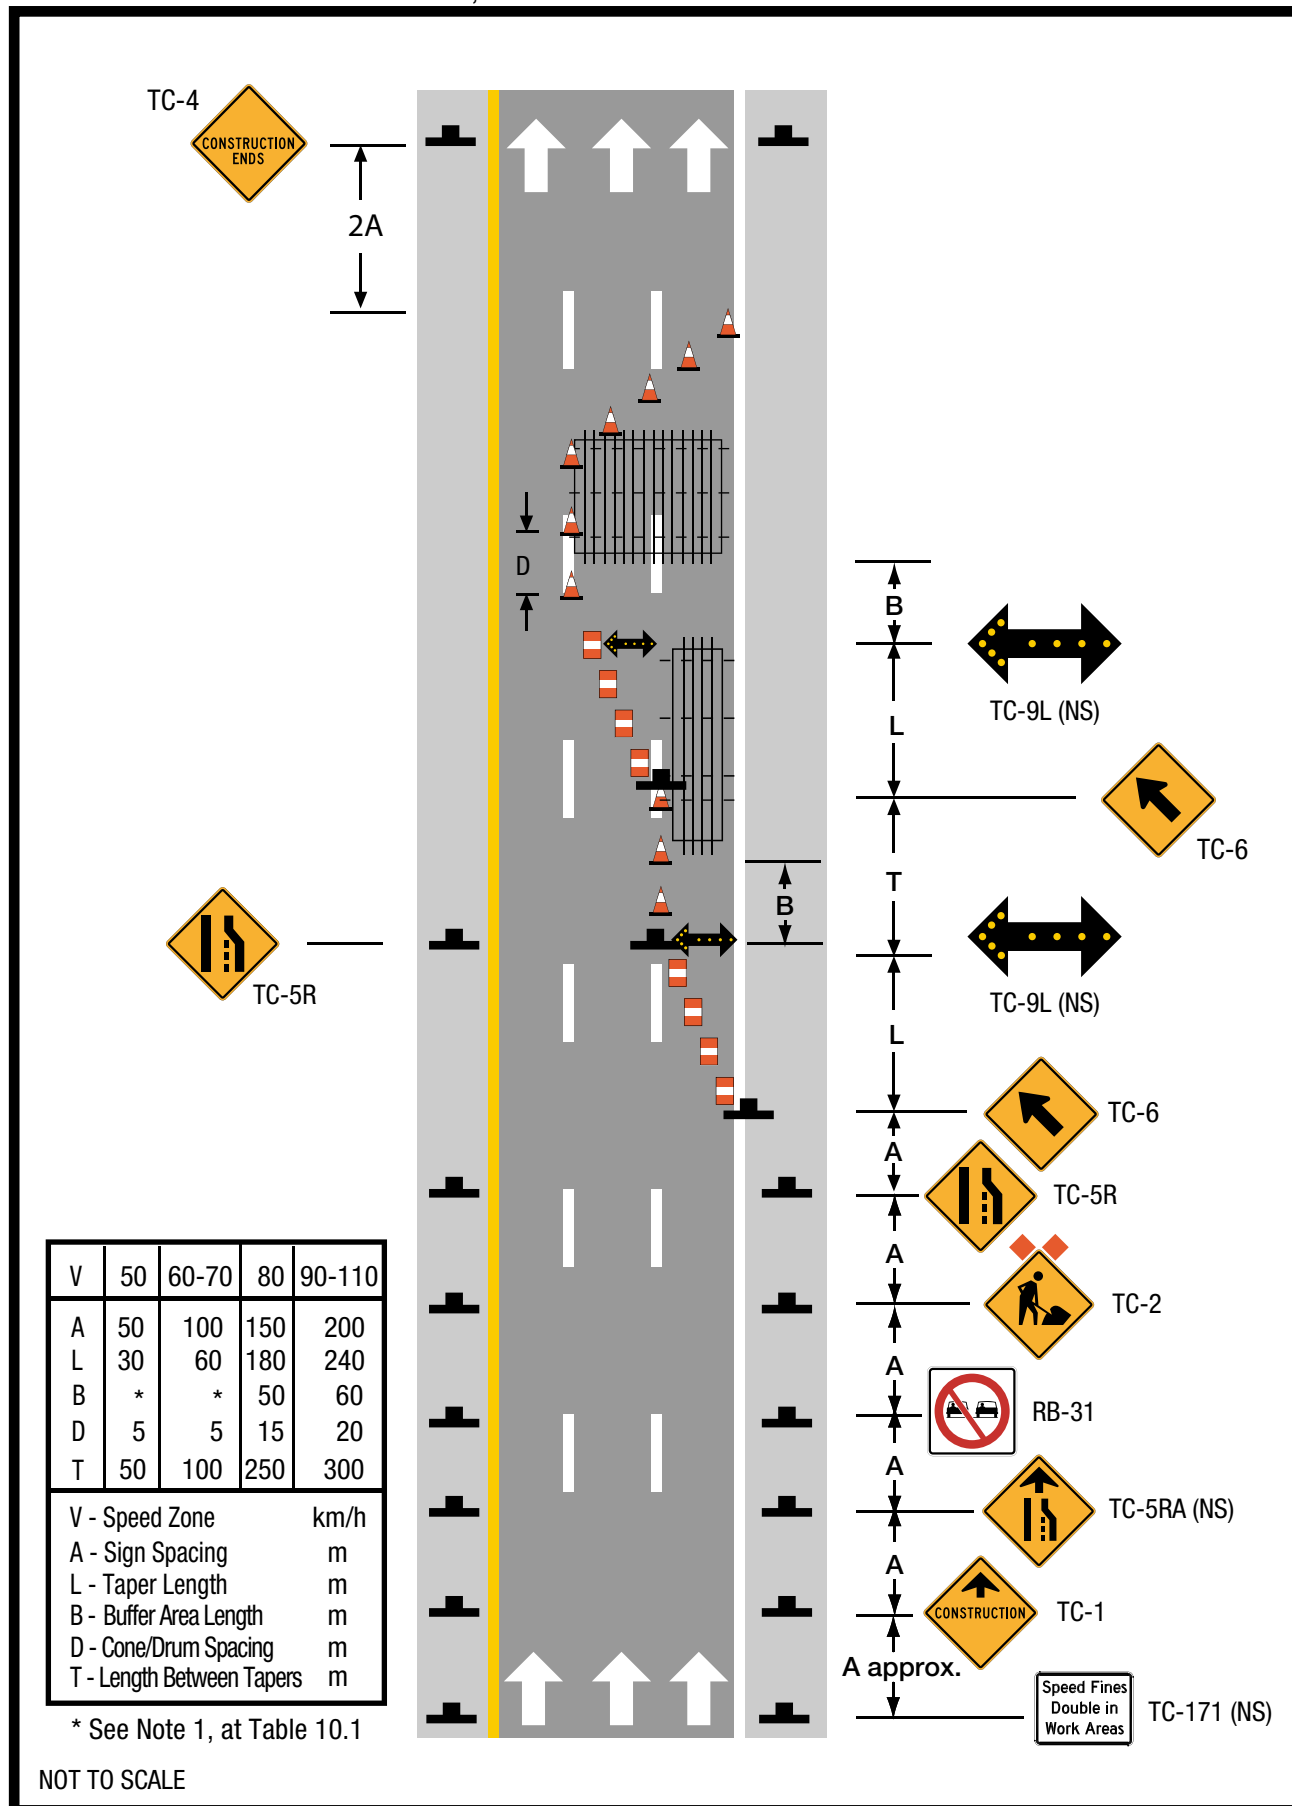 TC-4
CONSTRUCTION
ENDS
2A
D
B
TC-9L (NS)
L
TC-6
T
B
TC-5R
TC-9L (NS)
L
TC-6
A
TC-5R
A
TC-2
A
RB-31
A
TC-5RA (NS)
A
CONSTRUCTION
TC-1
A approx.
Speed Fines
Double in
Work Areas
TC-171 (NS)
V 50 60-70 80 90-110
A 50 100 150 200
L 30 60 180 240
B * * 50 60
D 5 5 15 20
T 50 100 250 300
V - Speed Zone km/h
A - Sign Spacing m
L - Taper Length m
B - Buffer Area Length m
D - Cone/Drum Spacing m
T - Length Between Tapers m
* See Note 1, at Table 10.1
NOT TO SCALE